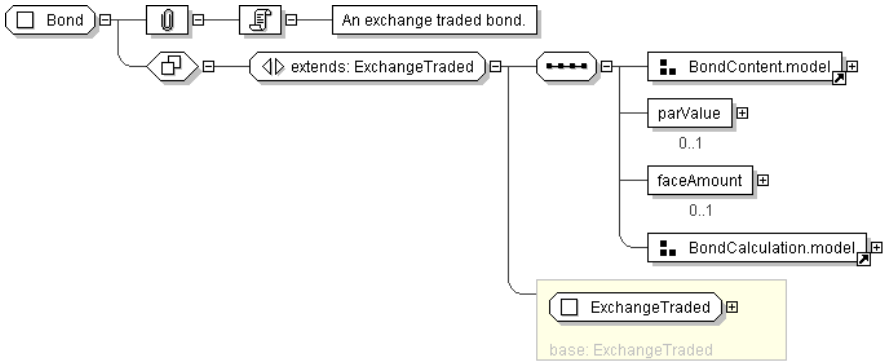 Bond
An exchange traded bond.
extends: ExchangeTraded
BondContent.model
parValue
0..1
faceAmount
0..1
BondCalculation.model
ExchangeTraded
base: ExchangeTraded